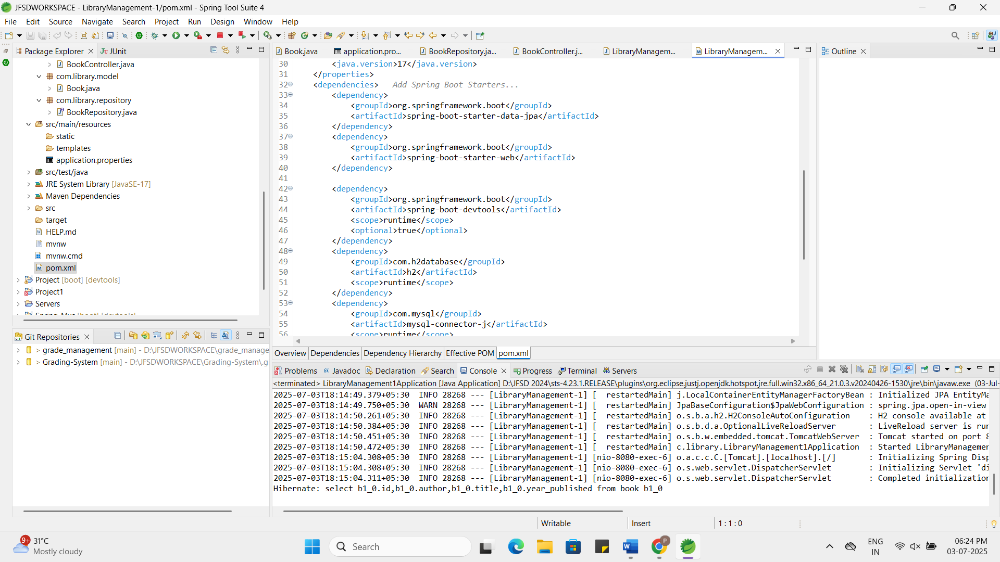 JFSDWORKSPACE - LibraryManagement-1/pom.xml - Spring Tool Suite 4
File Edit Source Navigate Search Project Run Design Window Help
Package Explorer
JUnit
BookController.java
com.library.model
Book.java
com.library.repository
BookRepository.java
src/main/resources
static
templates
application.properties
src/test/java
JRE System Library [JavaSE-17]
Maven Dependencies
src
target
HELP.md
mvnw
mvnw.cmd
pom.xml
Project [boot] [devtools]
Project1
Servers
Git Repositories
> grade_management [main] - D:\JFSDWORKSPACE\grade_manage
> Grading-System [main] - D:\JFSDWORKSPACE\Grading-System\.gi
Book.java application.pro... BookRepository.ja... BookController.j... LibraryManagem... LibraryManagem...
30 <java.version>17</java.version>
31 </properties>
32 <dependencies> Add Spring Boot Starters...
33 <dependency>
34 <groupId>org.springframework.boot</groupId>
35 <artifactId>spring-boot-starter-data-jpa</artifactId>
36 </dependency>
37 <dependency>
38 <groupId>org.springframework.boot</groupId>
39 <artifactId>spring-boot-starter-web</artifactId>
40 </dependency>
41
42 <dependency>
43 <groupId>org.springframework.boot</groupId>
44 <artifactId>spring-boot-devtools</artifactId>
45 <scope>runtime</scope>
46 <optional>true</optional>
47 </dependency>
48 <dependency>
49 <groupId>com.h2database</groupId>
50 <artifactId>h2</artifactId>
51 <scope>runtime</scope>
52 </dependency>
53 <dependency>
54 <groupId>com.mysql</groupId>
55 <artifactId>mysql-connector-j</artifactId>
56 <scope>runtime</scope>
Overview Dependencies Dependency Hierarchy Effective POM pom.xml
Outline
Problems Javadoc Declaration Search Console Progress Terminal Servers
<terminated> LibraryManagement1Application [Java Application] D:\JFSD 2024\sts-4.23.1.RELEASE\plugins\org.eclipse.justj.openjdk.hotspot.jre.full.win32.x86_64_21.0.3.v20240426-1530\jre\bin\javaw.exe (03-Jul-
2025-07-03T18:14:49.379+05:30 INFO 28268 --- [LibraryManagement-1] [ restartedMain] j.LocalContainerEntityManagerFactoryBean : Initialized JPA EntityMa
2025-07-03T18:14:49.750+05:30 WARN 28268 --- [LibraryManagement-1] [ restartedMain] JpaBaseConfiguration$JpaWebConfiguration : spring.jpa.open-in-view
2025-07-03T18:14:50.261+05:30 INFO 28268 --- [LibraryManagement-1] [ restartedMain] o.s.b.a.h2.H2ConsoleAutoConfiguration : H2 console available at
2025-07-03T18:14:50.384+05:30 INFO 28268 --- [LibraryManagement-1] [ restartedMain] o.s.b.d.a.OptionalLiveReloadServer : LiveReload server is run
2025-07-03T18:14:50.451+05:30 INFO 28268 --- [LibraryManagement-1] [ restartedMain] o.s.b.w.embedded.tomcat.TomcatWebServer : Tomcat started on port 8
2025-07-03T18:14:50.472+05:30 INFO 28268 --- [LibraryManagement-1] [ restartedMain] c.library.LibraryManagement1Application : Started LibraryManagemen
2025-07-03T18:15:04.308+05:30 INFO 28268 --- [LibraryManagement-1] [nio-8080-exec-6] o.a.c.c.C.[Tomcat].[localhost].[/] : Initializing Spring Disp
2025-07-03T18:15:04.308+05:30 INFO 28268 --- [LibraryManagement-1] [nio-8080-exec-6] o.s.web.servlet.DispatcherServlet : Initializing Servlet 'di
2025-07-03T18:15:04.311+05:30 INFO 28268 --- [LibraryManagement-1] [nio-8080-exec-6] o.s.web.servlet.DispatcherServlet : Completed initialization
Hibernate: select b1_0.id,b1_0.author,b1_0.title,b1_0.year_published from book b1_0
Writable Insert 1 : 1 : 0
9+
31°C
Mostly cloudy
Search
P
ENG
IN
06:24 PM
03-07-2025